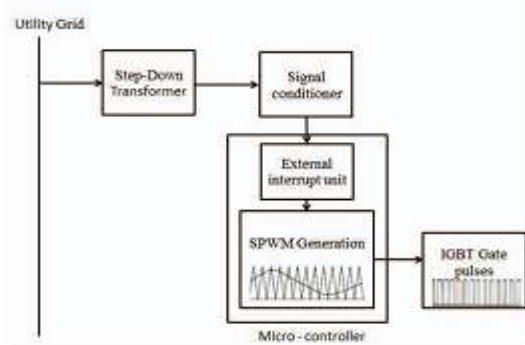 Utility Grid
Step-Down
Transformer
Signal
conditioner
External
interrupt unit
SPWM Generation
IGBT Gate
pulses
Micro - controller